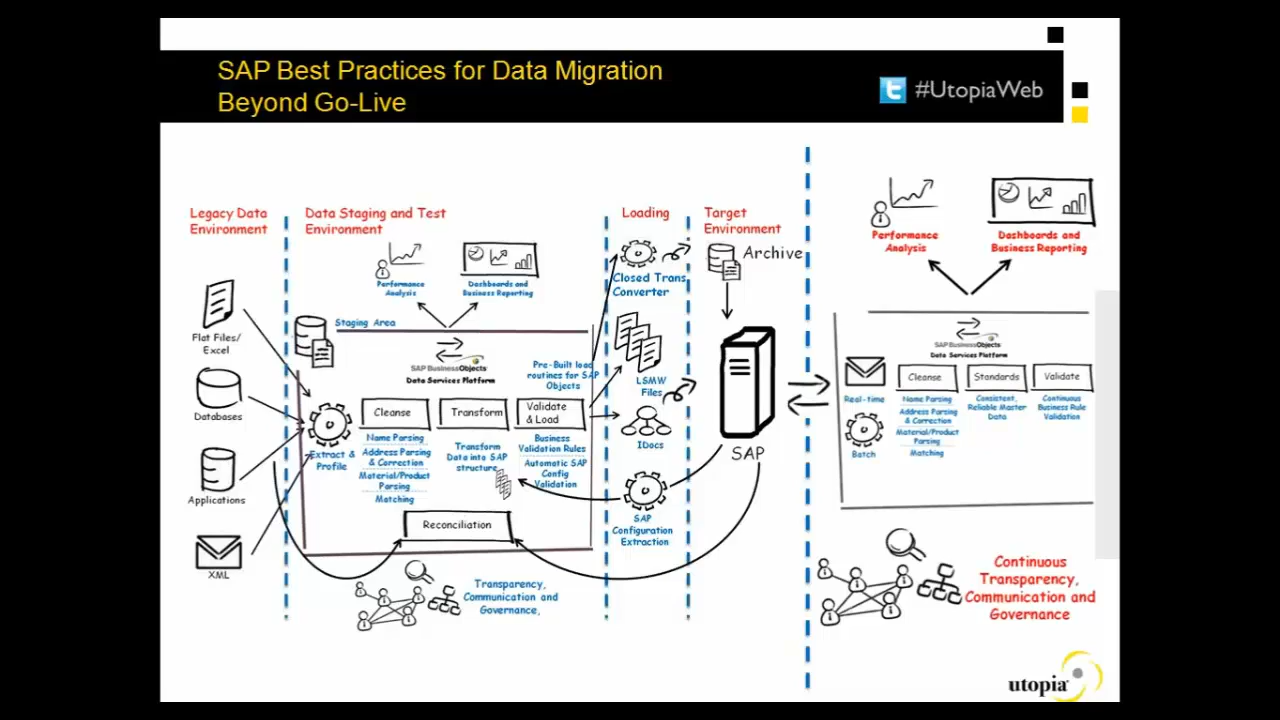 SAP Best Practices for Data Migration
Beyond Go-Live
#UtopiaWeb
Legacy Data
Environment
Flat Files/
Excel
Databases
Applications
XML
Data Staging and Test
Environment
Performance
Analysis
Dashboards and
Business Reporting
Staging Area
SAP BusinessObjects
Data Services Platform
Pre-Built load
routines for SAP
Objects
Extract &
Profile
Cleanse
Name Parsing
Address Parsing
& Correction
Material/Product
Parsing
Matching
Transform
Transform
Data into SAP
structure
Validate
& Load
Business
Validation Rules
Automatic SAP
Config
Validation
Reconciliation
Transparency,
Communication and
Governance,
Loading
Closed Trans
Converter
LSMW
Files
IDocs
SAP
Configuration
Extraction
Target
Environment
Archive
SAP
Performance
Analysis
Dashboards and
Business Reporting
SAP BusinessObjects
Data Services Platform
Real-time
Batch
Cleanse
Name Parsing
Address Parsing
& Correction
Material/Product
Parsing
Matching
Standards
Consistent,
Reliable Master
Data
Validate
Continuous
Business Rule
Validation
Continuous
Transparency,
Communication and
Governance
utopia